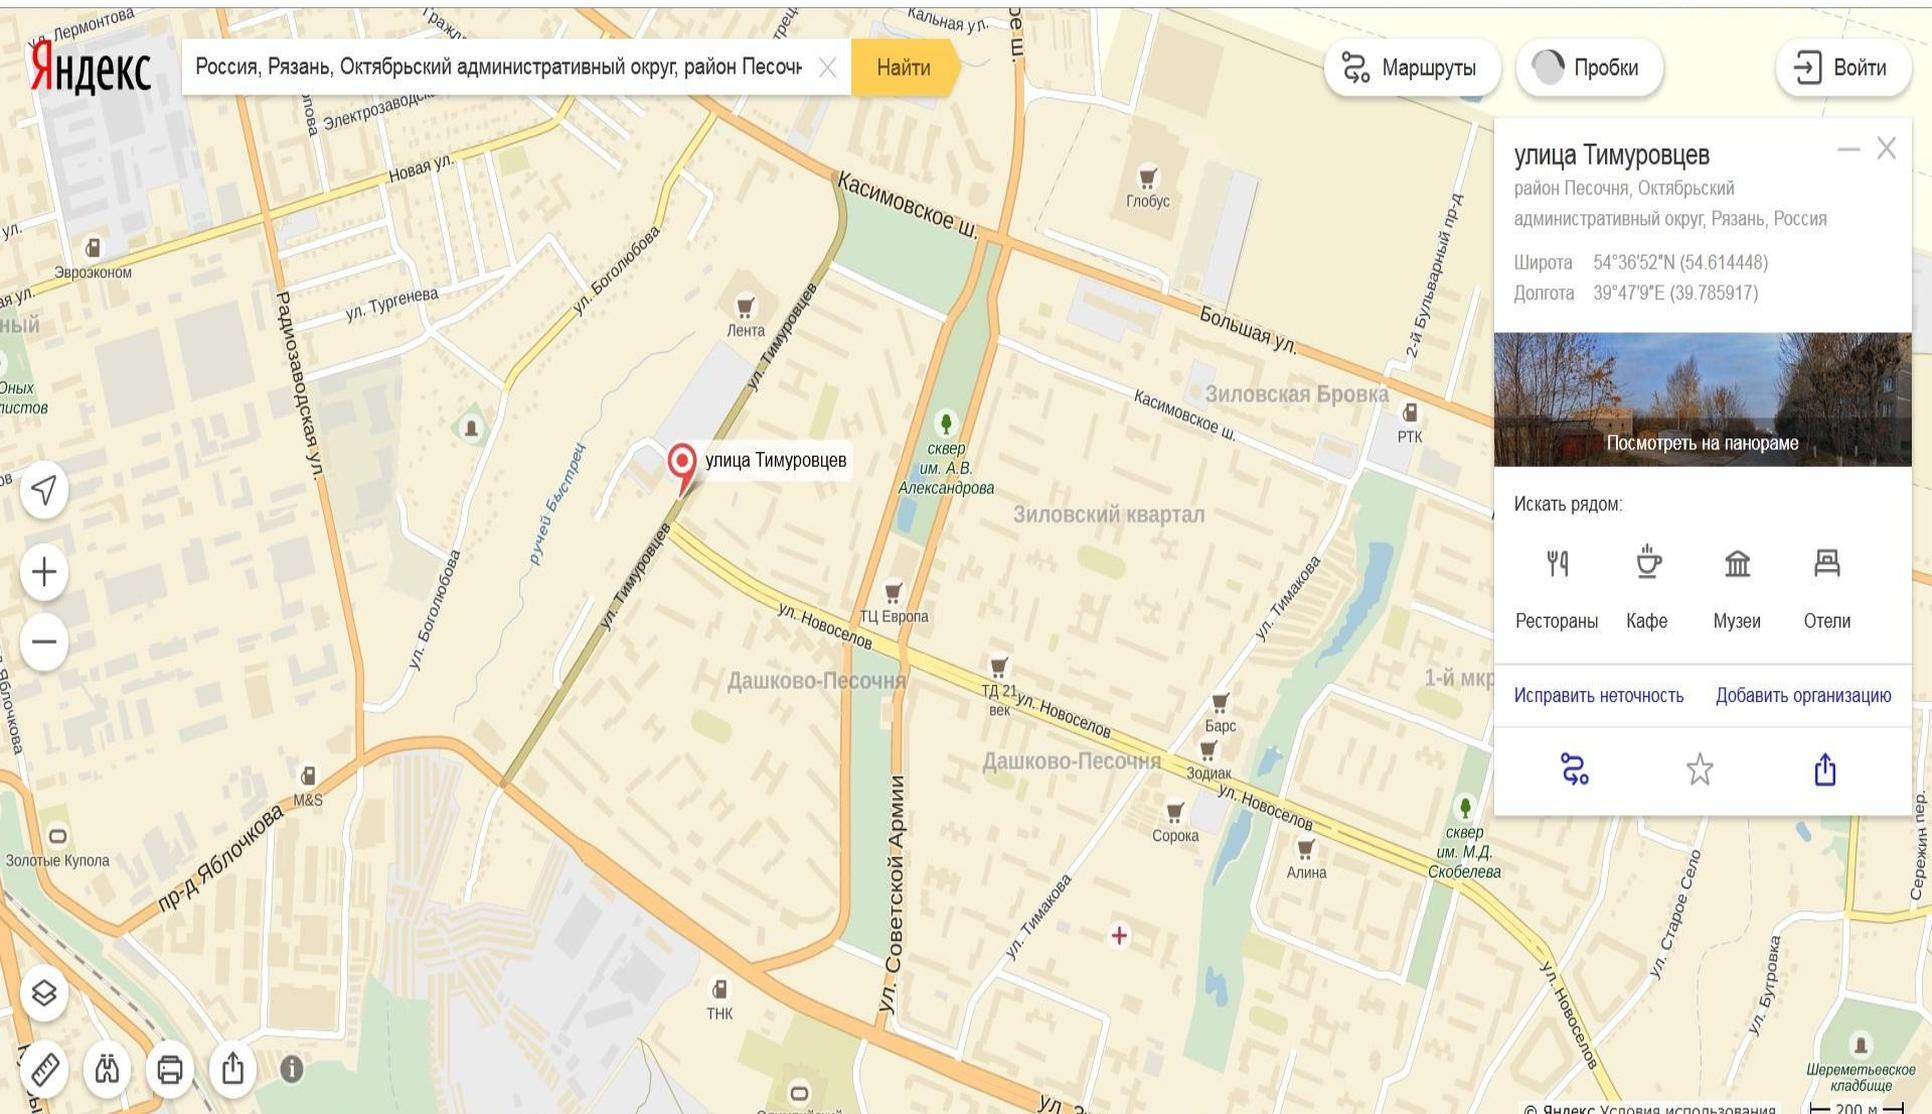 ул. Лермонтова
Кальная ул.
Яндекс
Россия, Рязань, Октябрьский административный округ, район Песочн
Найти
Маршруты
Пробки
Войти
Электрозаводска
Новая ул.
Касимовское ш.
Глобус
улица Тимуровцев
район Песочня, Октябрьский
административный округ, Рязань, Россия
Широта 54°36′52″N (54.614448)
Долгота 39°47′9″E (39.785917)
Посмотреть на панораме
Искать рядом:
Рестораны
Кафе
Музеи
Отели
Исправить неточность
Добавить организацию
Эвроэконом
ул. Боголюбова
ул. Тургенева
Радиозаводская ул.
Лента
ул. Тимуровцев
Большая ул.
2-й Бульварный пр-д
Зиловская Бровка
Касимовское ш.
РТК
улица Тимуровцев
сквер
им. А.В.
Александрова
Зиловский квартал
ручей Быстрец
ул. Тимуровцев
ул. Боголюбова
ул. Тимакова
ТЦ Европа
ул. Новоселов
Дашково-Песочня
ТД 21
век
ул. Новоселов
1-й мкр
Барс
Дашково-Песочня
Зодиак
ул. Новоселов
M&S
Сорока
сквер
им. М.Д.
Скобелева
Алина
Золотые Купола
пр-д Яблочкова
ул. Советской Армии
ул. Тимакова
ул. Старое Село
Сережин пер.
ул. Бугровка
ул. Новоселов
ТНК
Шереметьевское
кладбище
© Яндекс Условия использования
200 м